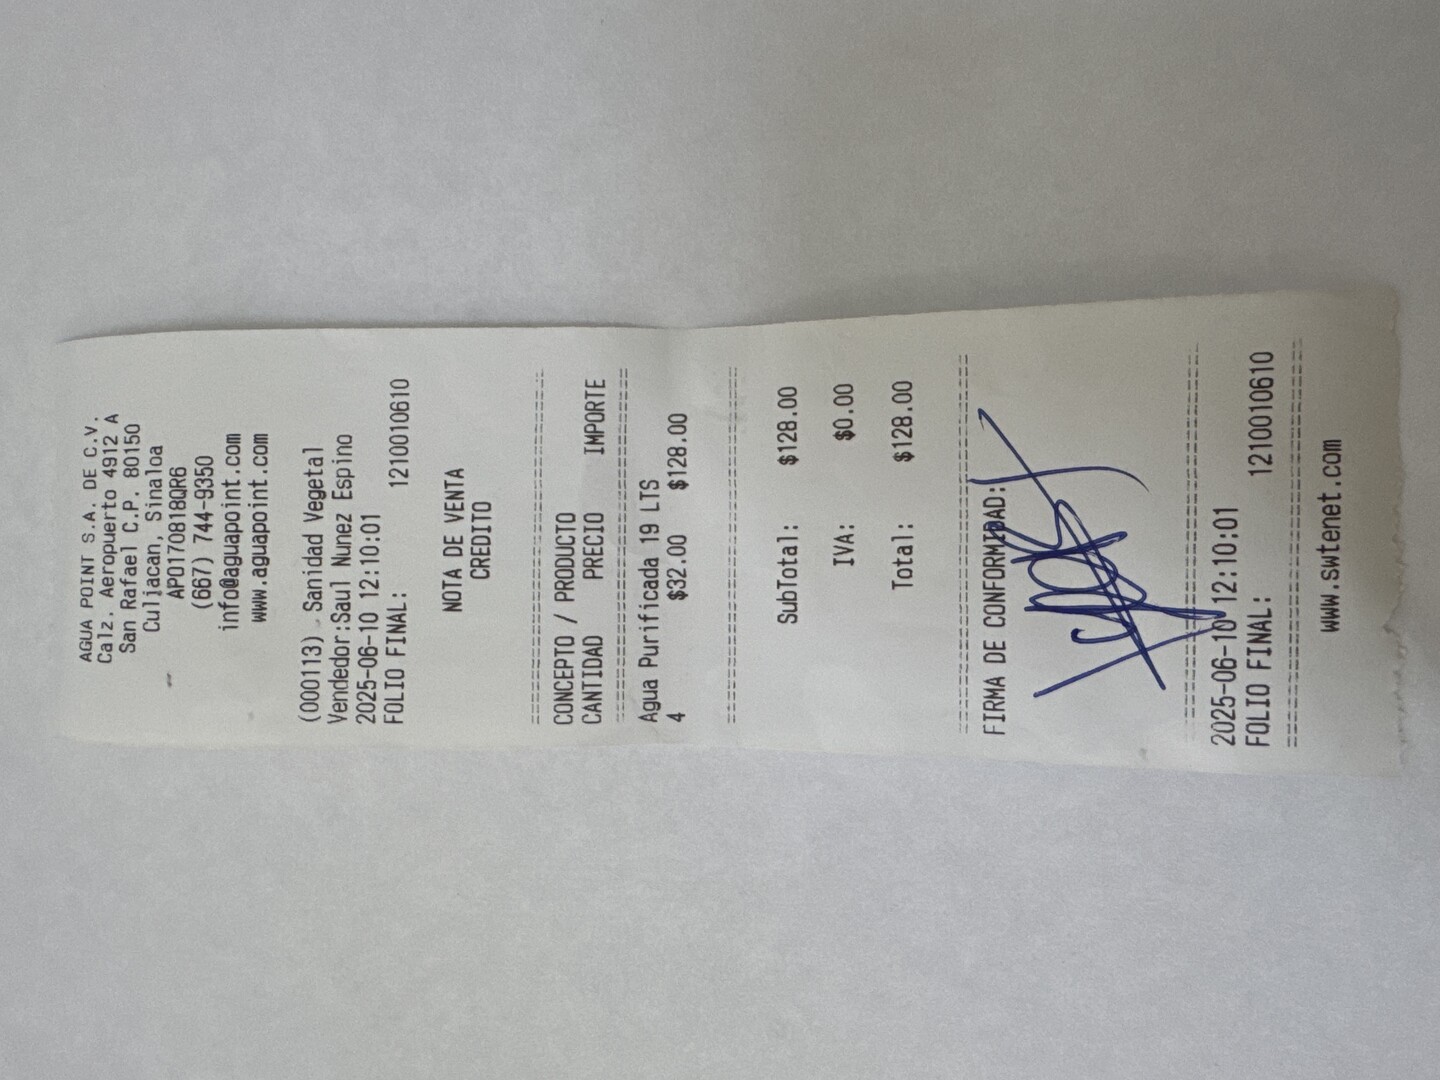 AGUA POINT S.A. DE C.V.
Calz. Aeropuerto 4912 A
San Rafael C.P. 80150
Culiacan, Sinaloa
APO170818QR6
(667) 744-9350
info@aguapoint.com
www.aguapoint.com
(000113) . Sanidad Vegetal
Vendedor:Saul Nunez Espino
2025-06-10 12:10:01
FOLIO FINAL: 1210010610
NOTA DE VENTA
CREDITO
==============================
CONCEPTO / PRODUCTO
CANTIDAD PRECIO IMPORTE
==============================
Agua Purificada 19 LTS
4 $32.00 $128.00
==============================
SubTotal: $128.00
IVA: $0.00
Total: $128.00
==============================
FIRMA DE CONFORMIDAD:
==============================
2025-06-10 12:10:01
FOLIO FINAL: 1210010610
==============================
www.swtenet.com